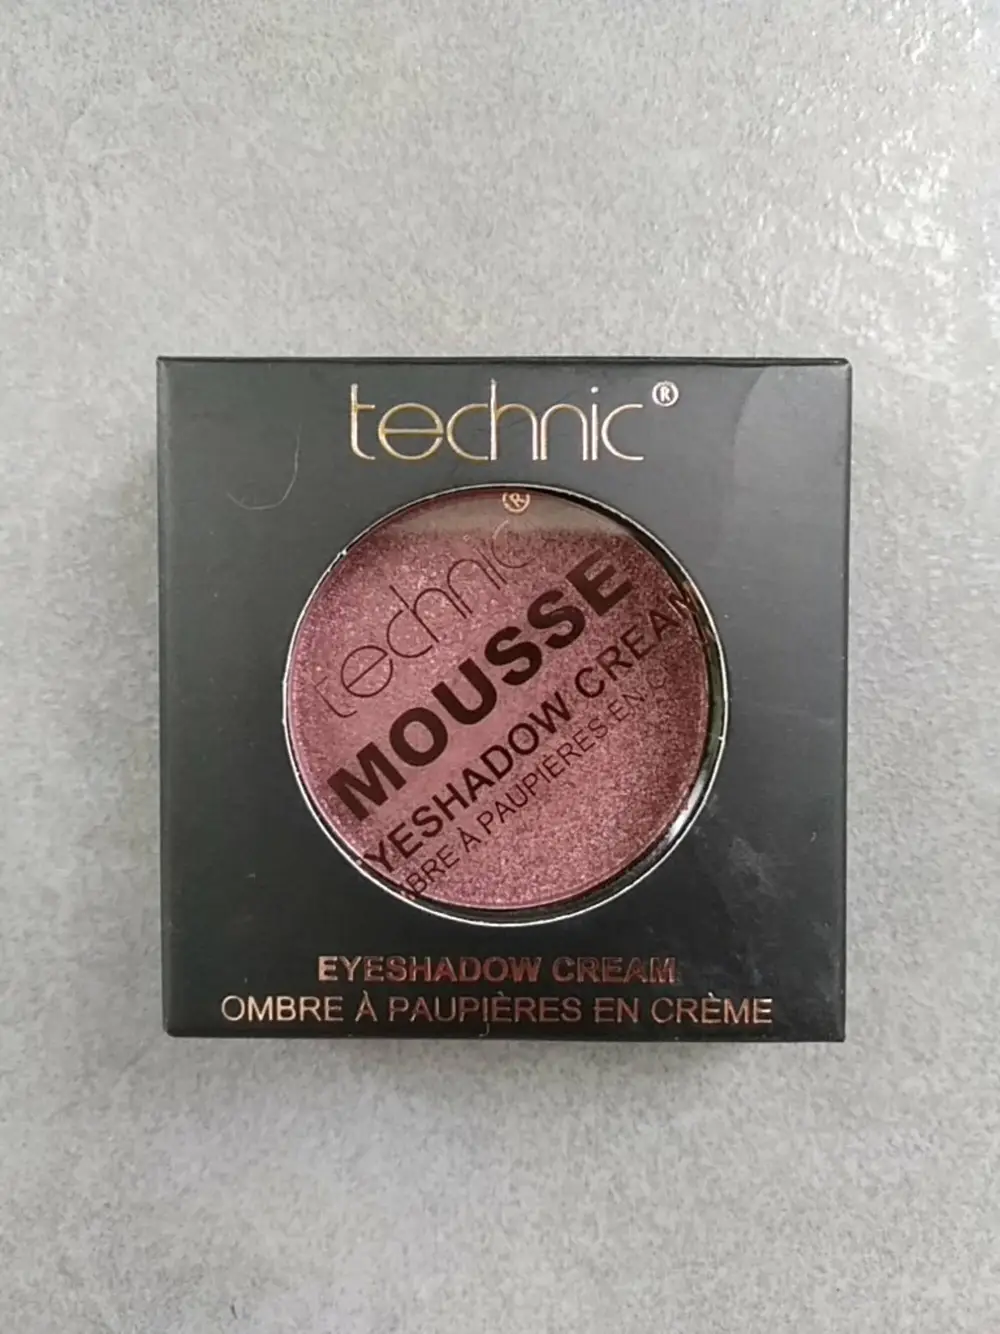 technic®
technic®
MOUSSE
YESHADOW CREAM
BRE À PAUPIÈRES EN
EYESHADOW CREAM
OMBRE À PAUPIÈRES EN CRÈME